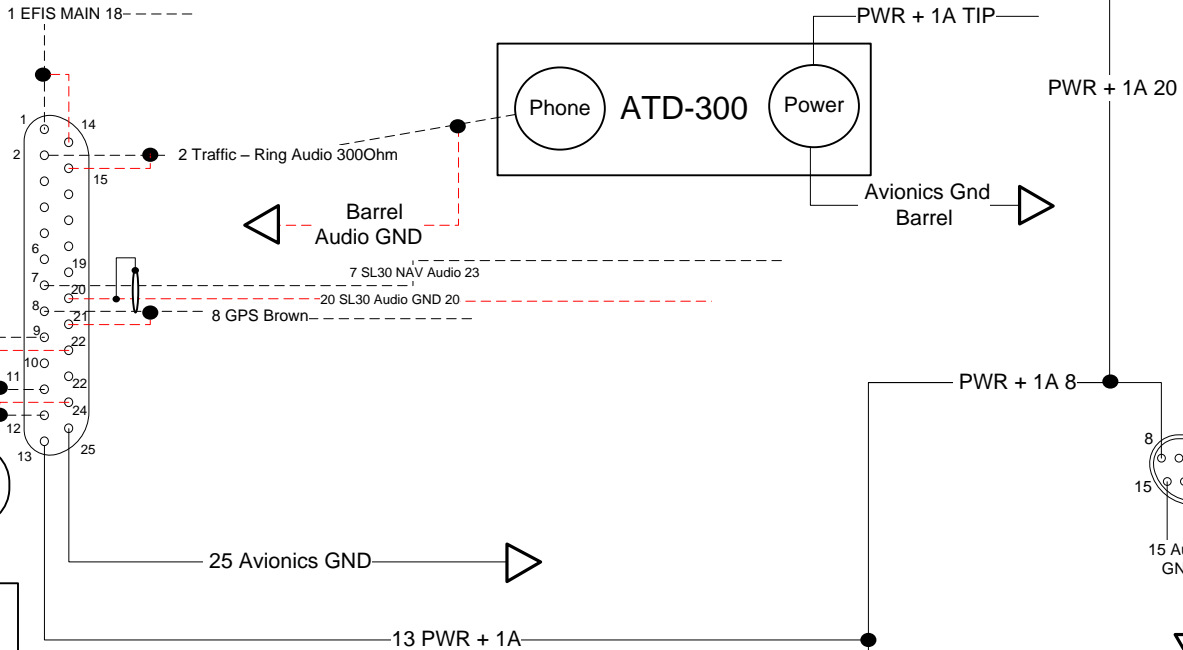 1 EFIS MAIN 18
PWR + 1A TIP
PWR + 1A 20
Phone
ATD-300
Power
1
14
2
2 Traffic – Ring Audio 300Ohm
15
Avionics Gnd
Barrel
Barrel
Audio GND
6
19
7
7 SL30 NAV Audio 23
20
20 SL30 Audio GND 20
8
21
8 GPS Brown
9
22
10
11
22
PWR + 1A 8
24
12
13
25
8
15
25 Avionics GND
15 Au
GN
13 PWR + 1A